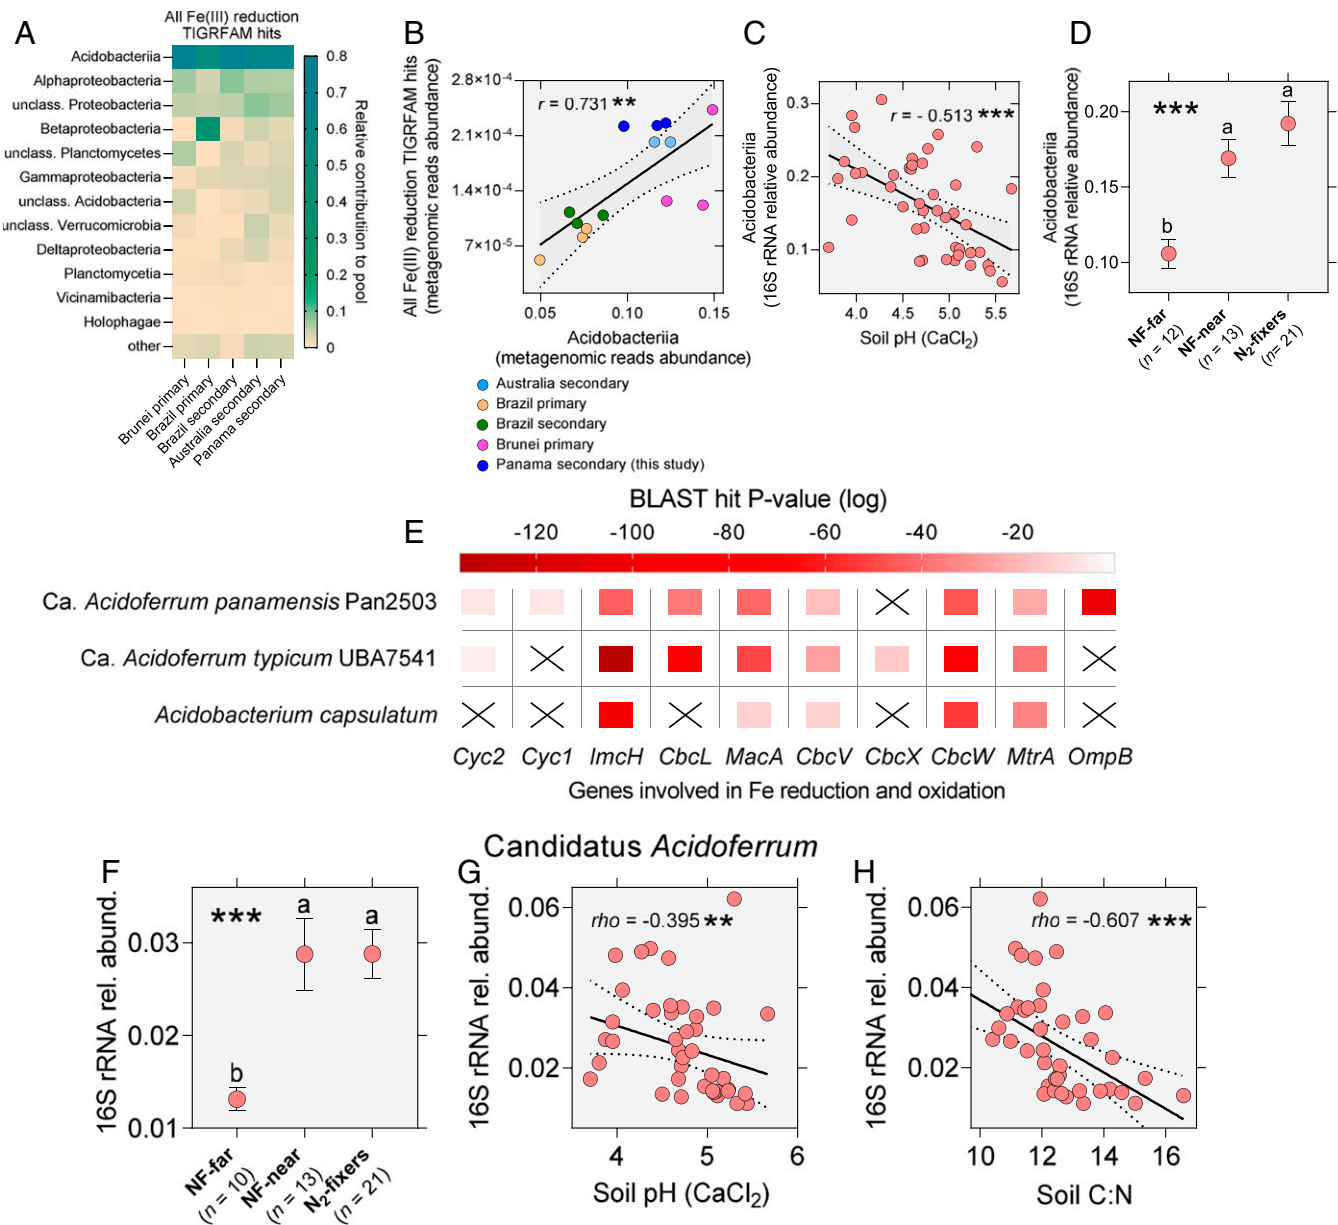 A
All Fe(III) reduction
TIGRFAM hits
Acidobacteriia
Alphaproteobacteria
unclass. Proteobacteria
Betaproteobacteria
unclass. Planctomycetes
Gammaproteobacteria
unclass. Acidobacteria
unclass. Verrucomicrobia
Deltaproteobacteria
Planctomycetia
Vicinamibacteria
Holophagae
other
Brunei primary
Brazil primary
Brazil secondary
Australia secondary
Panama secondary
0.8
0.7
0.6
0.5
0.4
0.3
0.2
0.1
0
Relative contribution to pool
B
All Fe(III) reduction TIGRFAM hits
(metagenomic reads abundance)
2.8×10⁻⁴
2.1×10⁻⁴
1.4×10⁻⁴
7×10⁻⁵
r = 0.731 **
0.05 0.10 0.15
Acidobacteriia
(metagenomic reads abundance)
Australia secondary
Brazil primary
Brazil secondary
Brunei primary
Panama secondary (this study)
C
Acidobacteriia
(16S rRNA relative abundance)
0.3
0.2
0.1
r = - 0.513 ***
4.0 4.5 5.0 5.5
Soil pH (CaCl₂)
D
Acidobacteriia
(16S rRNA relative abundance)
0.20
0.15
0.10
***
b
a
a
NF-far
(n = 12)
NF-near
(n = 13)
N₂-fixers
(n= 21)
E
BLAST hit P-value (log)
-120 -100 -80 -60 -40 -20
Ca. Acidoferrum panamensis Pan2503
Ca. Acidoferrum typicum UBA7541
Acidobacterium capsulatum
Cyc2 Cyc1 ImcH CbcL MacA CbcV CbcX CbcW MtrA OmpB
Genes involved in Fe reduction and oxidation
Candidatus Acidoferrum
F
16S rRNA rel. abund.
0.03
0.02
0.01
***
b
a
a
NF-far
(n = 10)
NF-near
(n = 13)
N₂-fixers
(n = 21)
G
16S rRNA rel. abund.
0.06
0.04
0.02
rho = -0.395 **
4 5 6
Soil pH (CaCl₂)
H
16S rRNA rel. abund.
0.06
0.04
0.02
rho = -0.607 ***
10 12 14 16
Soil C:N